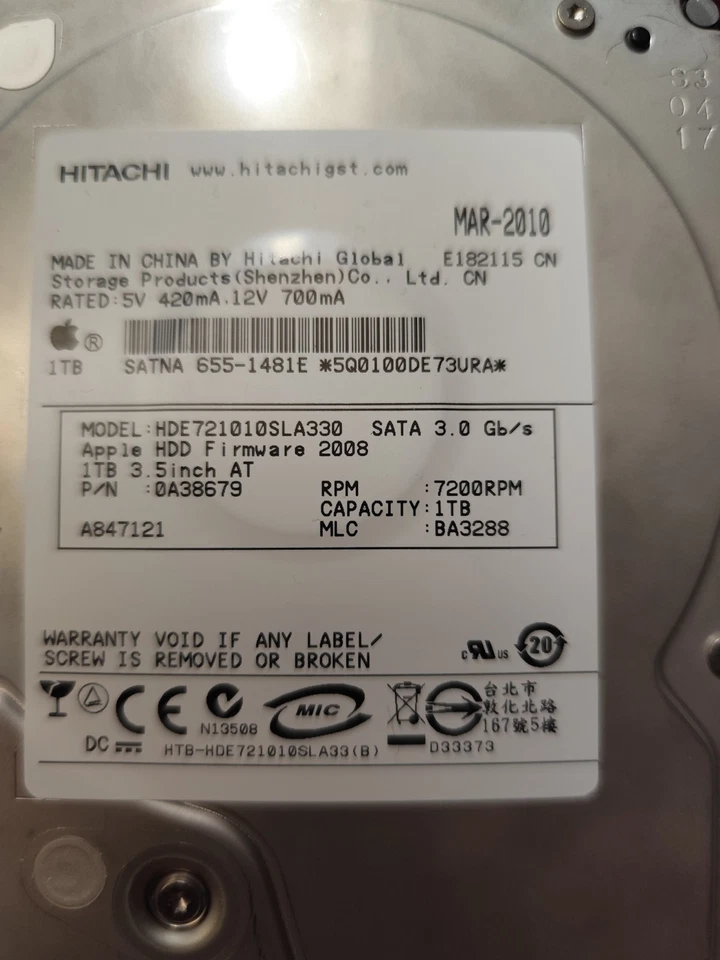 S3
04
17
HITACHI www.hitachigst.com
MAR-2010
MADE IN CHINA BY Hitachi Global E182115 CN
Storage Products(Shenzhen)Co., Ltd. CN
RATED:5V 420mA.12V 700mA
®
1TB SATNA 655-1481E *5Q0100DE73URA*
MODEL:HDE721010SLA330 SATA 3.0 Gb/s
Apple HDD Firmware 2008
1TB 3.5inch AT
P/N :0A38679 RPM :7200RPM
CAPACITY:1TB
A847121 MLC :BA3288
WARRANTY VOID IF ANY LABEL/
SCREW IS REMOVED OR BROKEN
c RU US 20
CE N13508 MIC
台北市
敦化北路
167號5樓
DC HTB-HDE721010SLA33(B) D33373